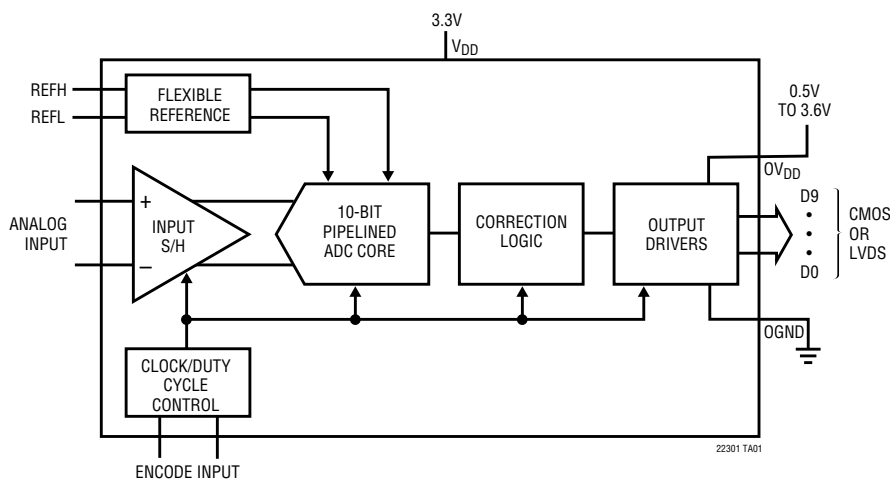 3.3V
VDD
REFH
REFL
FLEXIBLE
REFERENCE
0.5V
TO 3.6V
OVDD
ANALOG
INPUT
+
–
INPUT
S/H
10-BIT
PIPELINED
ADC CORE
CORRECTION
LOGIC
OUTPUT
DRIVERS
D9
•
•
•
D0
CMOS
OR
LVDS
OGND
CLOCK/DUTY
CYCLE
CONTROL
ENCODE INPUT
22301 TA01